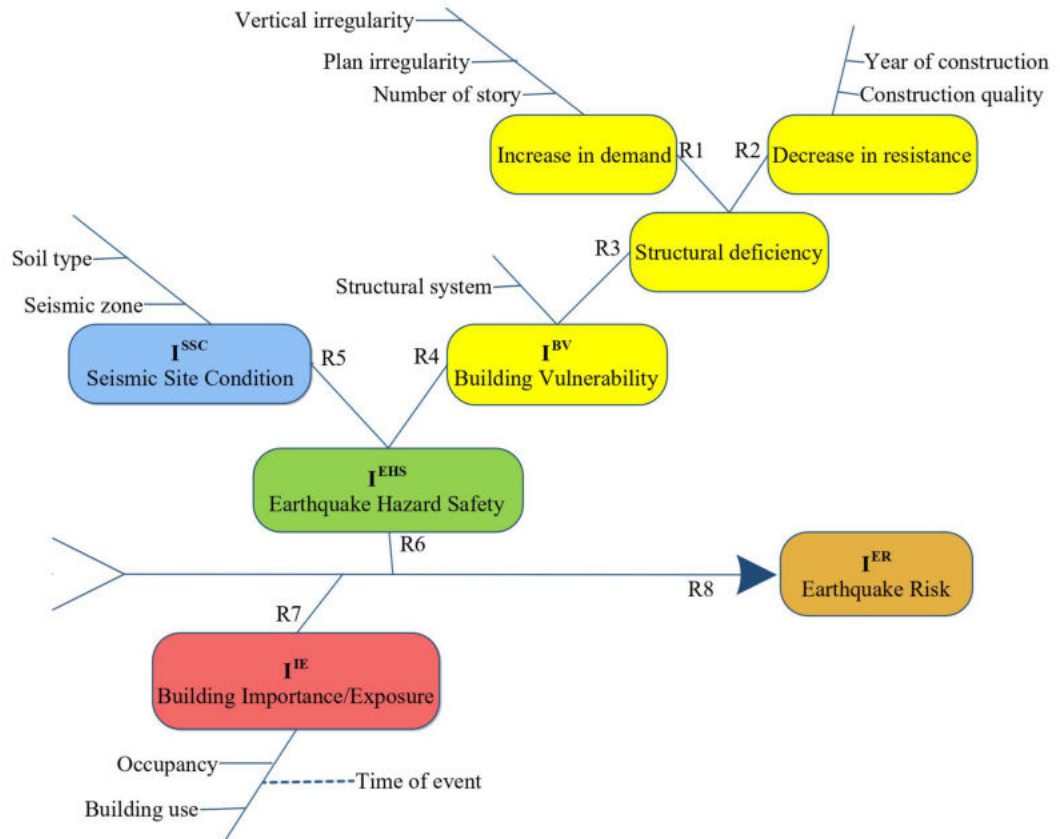 Vertical irregularity
Plan irregularity
Number of story
Year of construction
Construction quality
Increase in demand
R1
R2
Decrease in resistance
Soil type
Seismic zone
Structural system
R3
Structural deficiency
I^SSC
Seismic Site Condition
R5
R4
I^BV
Building Vulnerability
I^EHS
Earthquake Hazard Safety
R6
R8
I^ER
Earthquake Risk
R7
I^IE
Building Importance/Exposure
Occupancy
Time of event
Building use